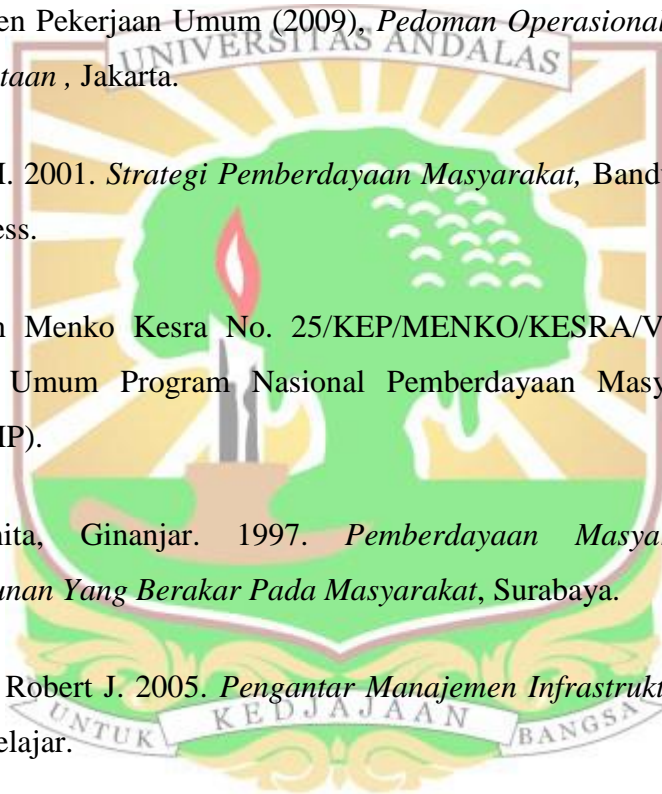 UNIVERSITAS ANDALAS
en Pekerjaan Umum (2009), Pedoman Operasional
taan , Jakarta.
I. 2001. Strategi Pemberdayaan Masyarakat, Band
ess.
n Menko Kesra No. 25/KEP/MENKO/KESRA/V
Umum Program Nasional Pemberdayaan Masy
IP).
ita, Ginanjar. 1997. Pemberdayaan Masya
unan Yang Berakar Pada Masyarakat, Surabaya.
Robert J. 2005. Pengantar Manajemen Infrastrukt
elajar.
UNTUK KEDJAJAAN BANGSA